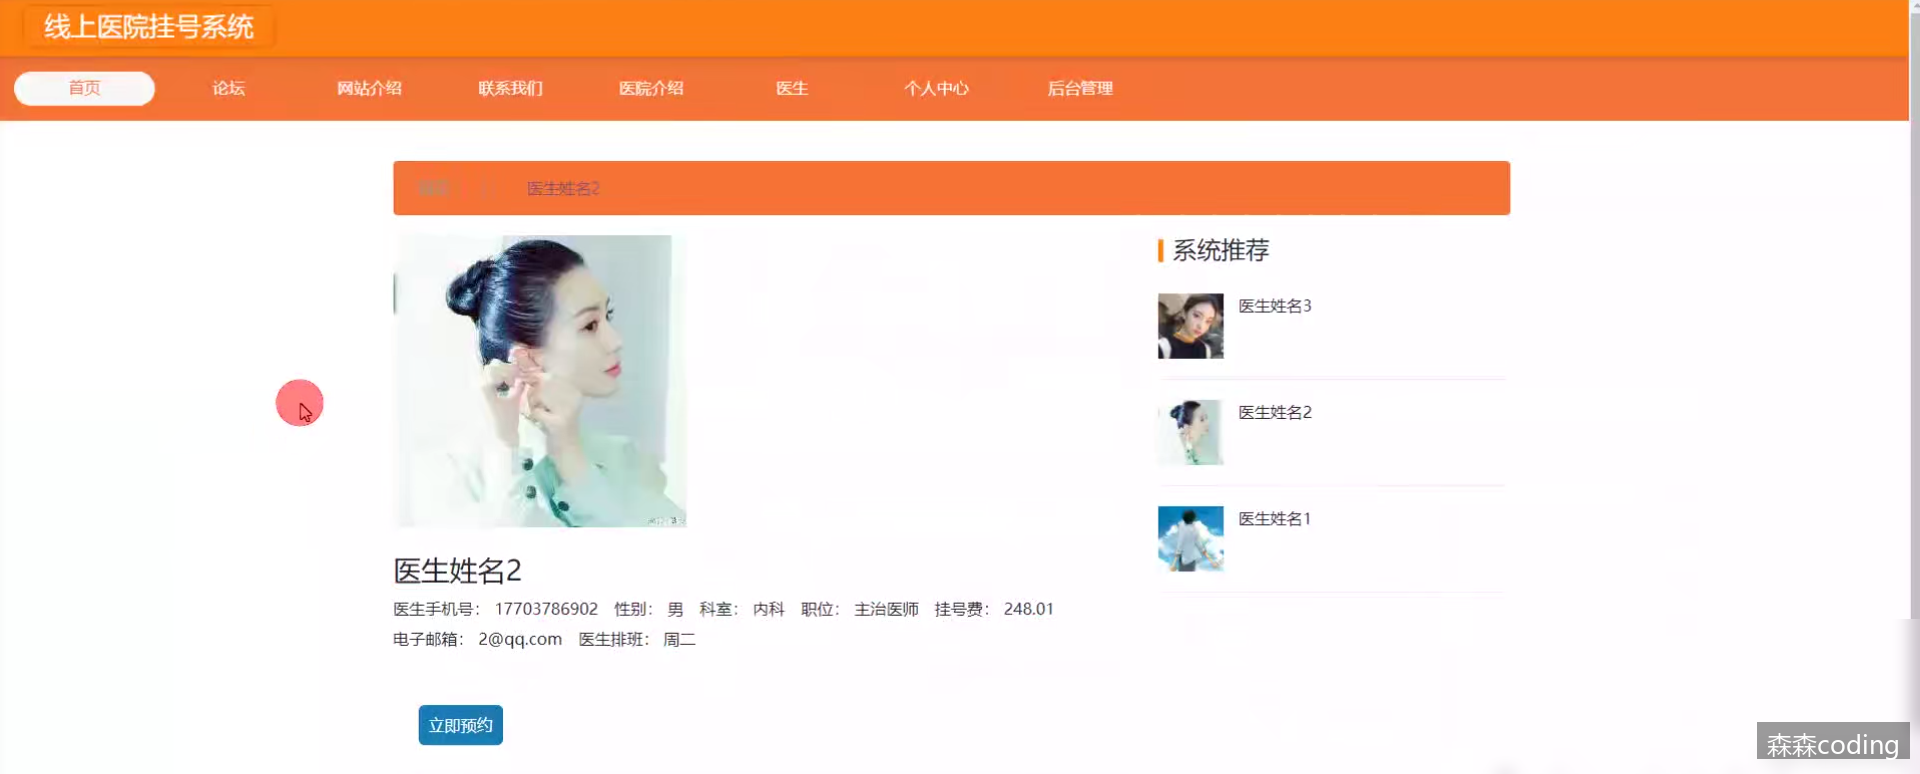 线上医院挂号系统
首页 论坛 网站介绍 联系我们 医院介绍 医生 个人中心 后台管理
医生姓名2
系统推荐
医生姓名3
医生姓名2
医生姓名1
医生姓名2
医生手机号： 17703786902 性别： 男 科室： 内科 职位： 主治医师 挂号费： 248.01
电子邮箱： 2@qq.com 医生排班： 周二
立即预约
森森coding